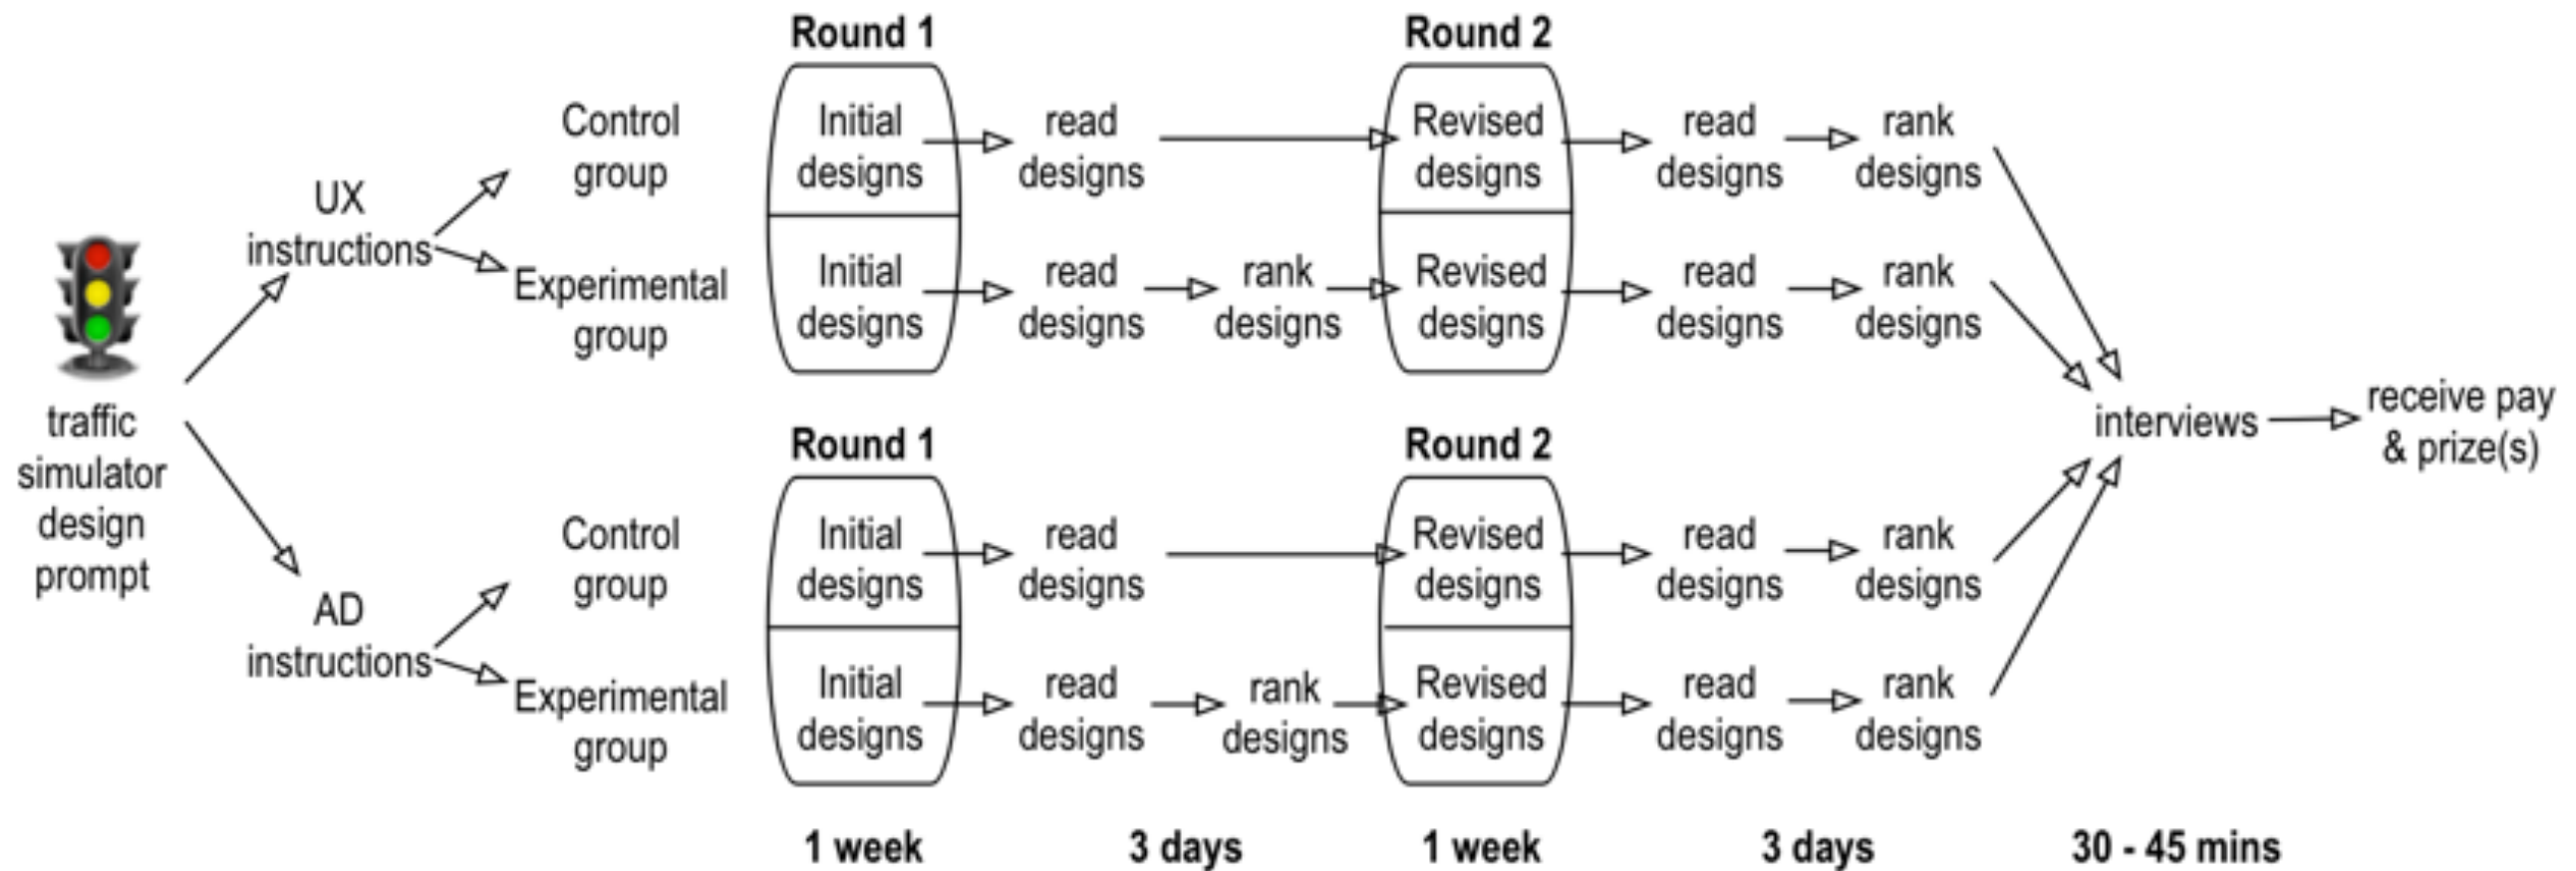 Round 1
Round 2
Control
group
Initial
designs
read
designs
Revised
designs
read
designs
rank
designs
UX
instructions
Experimental
group
Initial
designs
read
designs
rank
designs
Revised
designs
read
designs
rank
designs
traffic
simulator
design
prompt
interviews
receive pay
& prize(s)
Round 1
Round 2
Control
group
Initial
designs
read
designs
Revised
designs
read
designs
rank
designs
AD
instructions
Experimental
group
Initial
designs
read
designs
rank
designs
Revised
designs
read
designs
rank
designs
1 week
3 days
1 week
3 days
30 - 45 mins